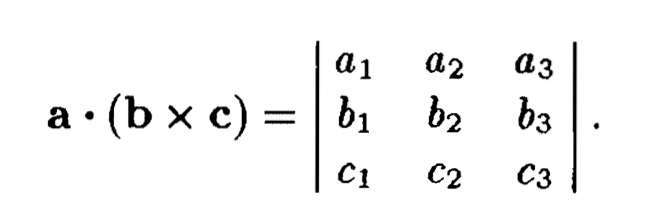 a · (b × c) = | a₁ a₂ a₃ |
| b₁ b₂ b₃ |
| c₁ c₂ c₃ | .